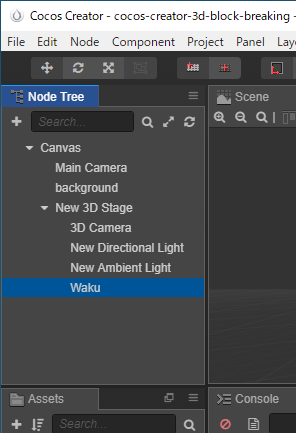 Cocos Creator - cocos-creator-3d-block-breaking -
File Edit Node Component Project Panel
Node Tree
Scene
Search...
Canvas
Main Camera
background
New 3D Stage
3D Camera
New Directional Light
New Ambient Light
Waku
Assets
Console
Search...